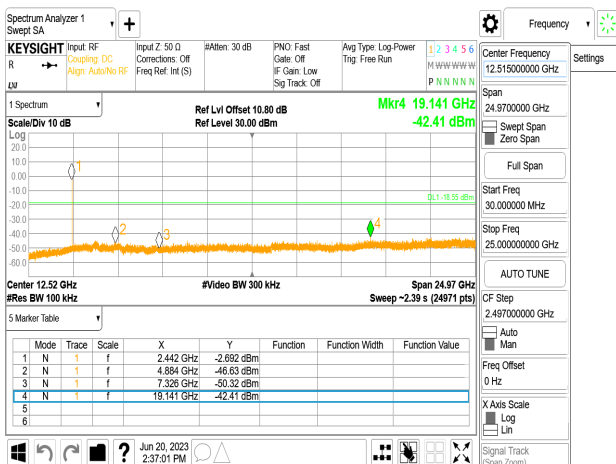 Spectrum Analyzer 1
Swept SA
Frequency
KEYSIGHT
R
Input: RF
Coupling: DC
Align: Auto/No RF
Input Z: 50 Ω
Corrections: Off
Freq Ref: Int (S)
#Atten: 30 dB
PNO: Fast
Gate: Off
IF Gain: Low
Sig Track: Off
Avg Type: Log-Power
Trig: Free Run
1 2 3 4 5 6
M W W W W W
P N N N N N
Center Frequency
12.515000000 GHz
Settings
Span
24.9700000 GHz
Swept Span
Zero Span
Full Span
Start Freq
30.000000 MHz
Stop Freq
25.000000000 GHz
AUTO TUNE
CF Step
2.497000000 GHz
Auto
Man
Freq Offset
0 Hz
X Axis Scale
Log
Lin
Signal Track
(Span Zoom)
1 Spectrum
Scale/Div 10 dB
Ref Lvl Offset 10.80 dB
Ref Level 30.00 dBm
Mkr4 19.141 GHz
-42.41 dBm
Log
20.0
10.0
0.00
-10.0
-20.0
-30.0
-40.0
-50.0
-60.0
1
2
3
4
DL1 -18.55 dBm
Center 12.52 GHz
#Video BW 300 kHz
Span 24.97 GHz
#Res BW 100 kHz
Sweep ~2.39 s (24971 pts)
5 Marker Table
Mode Trace Scale X Y Function Function Width Function Value
1 N 1 f 2.442 GHz -2.692 dBm
2 N 1 f 4.884 GHz -46.63 dBm
3 N 1 f 7.326 GHz -50.32 dBm
4 N 1 f 19.141 GHz -42.41 dBm
5
6
Jun 20, 2023
2:37:01 PM